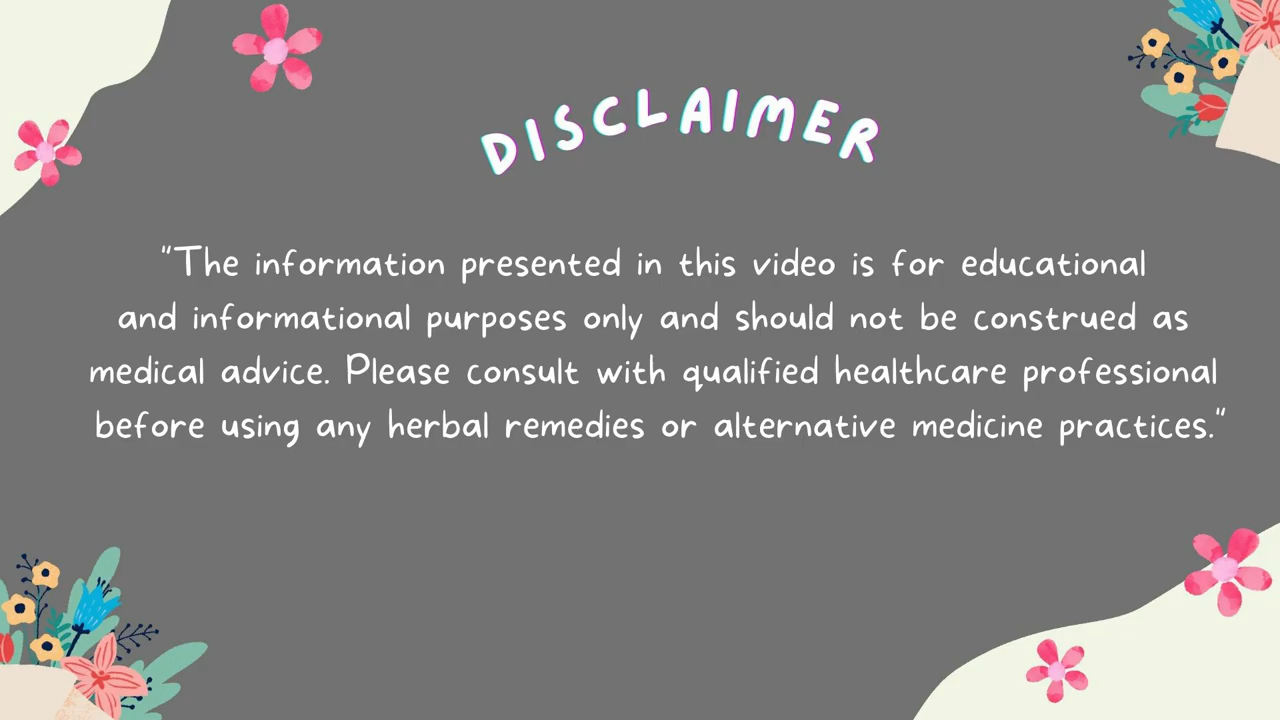 DISCLAIMER
"The information presented in this video is for educational
and informational purposes only and should not be construed as
medical advice. Please consult with qualified healthcare professional
before using any herbal remedies or alternative medicine practices."